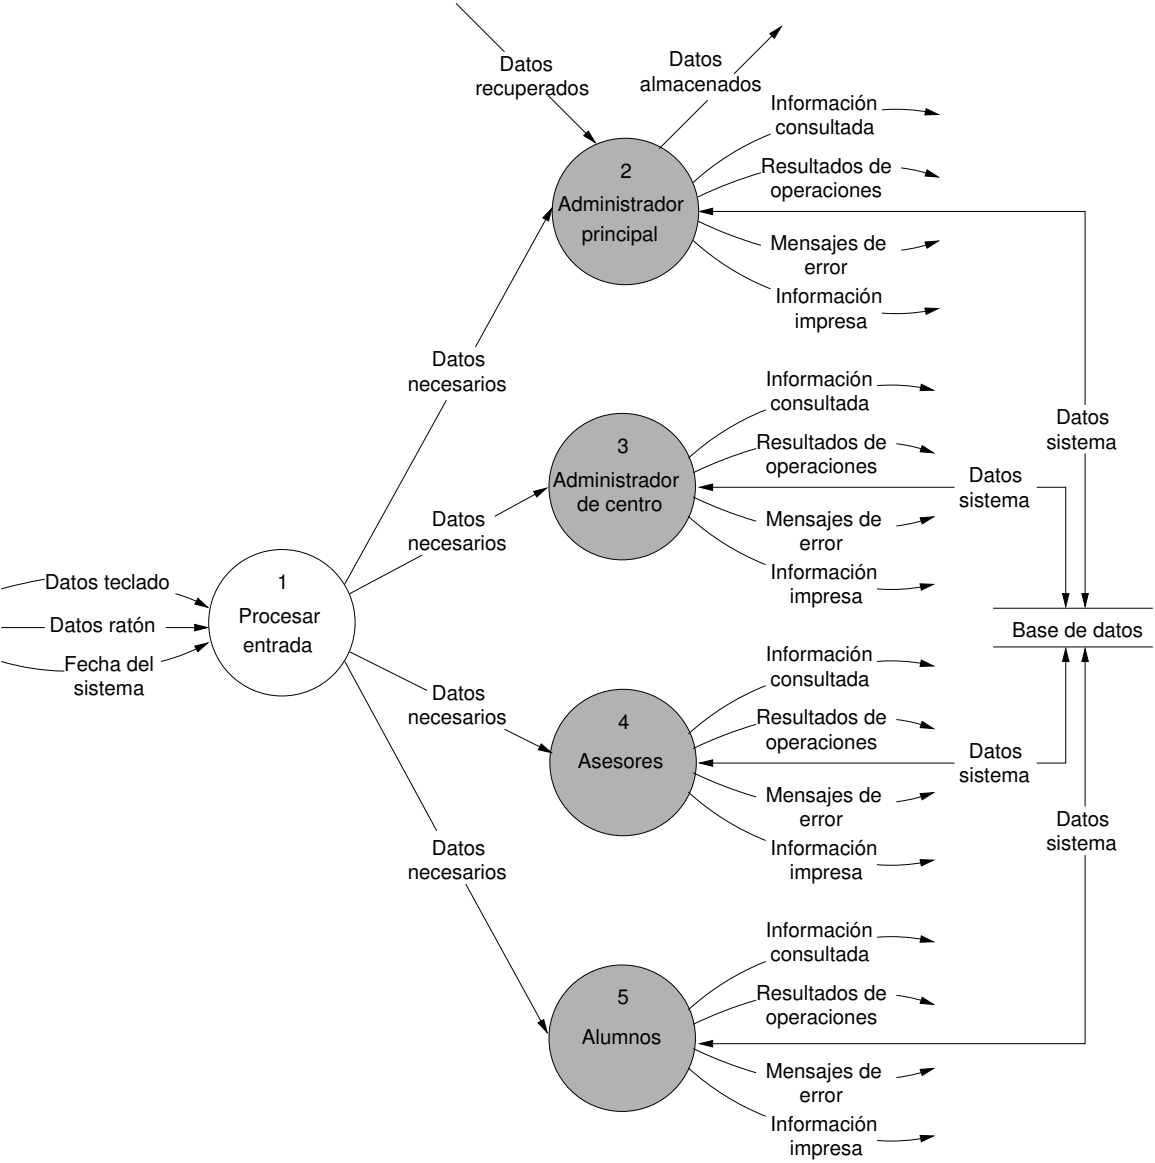 Datos
recuperados
Datos
almacenados
Información
consultada
2
Administrador
principal
Resultados de
operaciones
Mensajes de
error
Información
impresa
Datos
necesarios
Datos
sistema
Información
consultada
3
Administrador
de centro
Resultados de
operaciones
Datos
sistema
Mensajes de
error
Información
impresa
Datos
necesarios
Datos teclado
Datos ratón
Fecha del
sistema
1
Procesar
entrada
Base de datos
Datos
necesarios
Información
consultada
4
Asesores
Resultados de
operaciones
Datos
sistema
Mensajes de
error
Información
impresa
Datos
sistema
Datos
necesarios
Información
consultada
5
Alumnos
Resultados de
operaciones
Mensajes de
error
Información
impresa